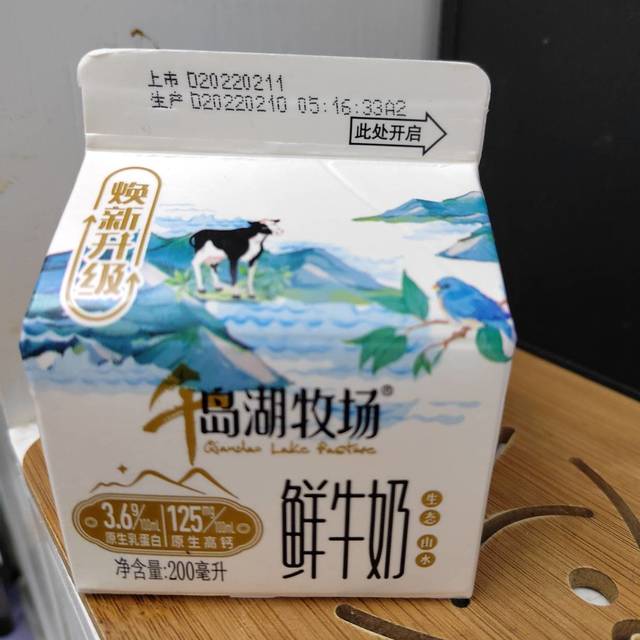 上市 D20220211
生产 D20220210 05:16:33A2
此处开启
焕新升级
千岛湖牧场®
Qiandao Lake Pasture
3.6g/100mL 125mg/100mL
原生乳蛋白 原生高钙
鲜牛奶
生态山水
净含量:200毫升